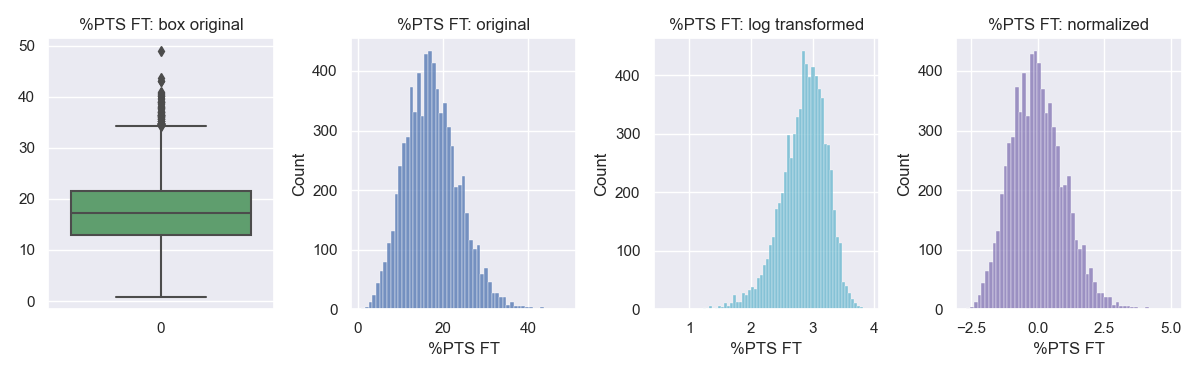 %PTS FT: box original
50
40
30
20
10
0
0
%PTS FT: original
Count
400
300
200
100
0
0 20 40
%PTS FT
%PTS FT: log transformed
Count
400
300
200
100
0
1 2 3 4
%PTS FT
%PTS FT: normalized
Count
400
300
200
100
0
−2.5 0.0 2.5 5.0
%PTS FT